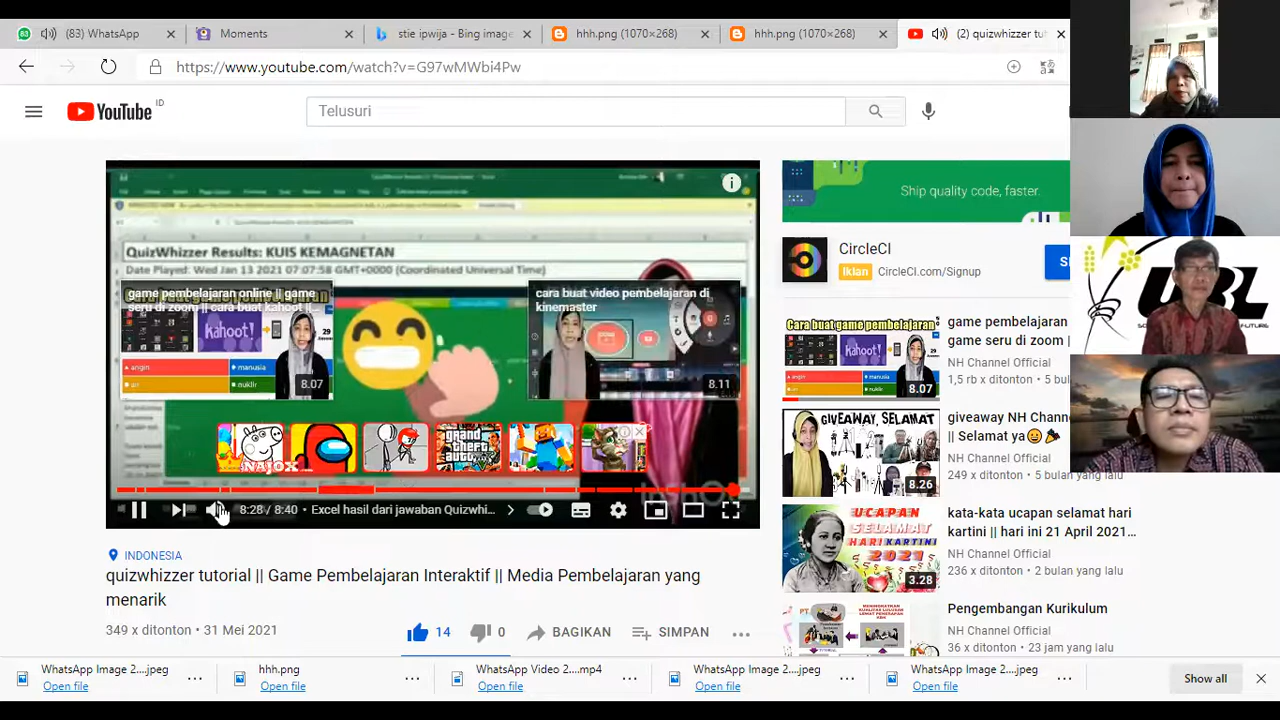 (83) WhatsApp
Moments
stie ipwija - Bing image
hhh.png (1070×268)
hhh.png (1070×268)
(2) quizwhizzer tu
https://www.youtube.com/watch?v=G97wMWbi4Pw
YouTube ID
Telusuri
QuizWhizzer Results: KUIS KEMAGNETAN
Date Played: Wed Jan 13 2021 07:07:58 GMT+0000 (Coordinated Universal Time)
game pembelajaran online || game
seru di zoom || cara buat kahoot ||...
kahoot!
angin
manusia
air
nuklir
8.07
cara buat video pembelajaran di
kinemaster
8.11
8:28 / 8:40 • Excel hasil dari jawaban Quizwhi...
INDONESIA
quizwhizzer tutorial || Game Pembelajaran Interaktif || Media Pembelajaran yang
menarik
349 x ditonton • 31 Mei 2021
14
0
BAGIKAN
SIMPAN
Ship quality code, faster.
CircleCI
Iklan CircleCI.com/Signup
Cara buat game pembelajaran
kahoot!
8.07
game pembelajaran
game seru di zoom ||
NH Channel Official
1,5 rb x ditonton • 5 bul
GIVEAWAY, SELAMAT
8.26
giveaway NH Chann
|| Selamat ya
NH Channel Official
249 x ditonton • 5 bulan yang lalu
UCAPAN
SELAMAT
HARI KARTINI
2021
3.28
kata-kata ucapan selamat hari
kartini || hari ini 21 April 2021...
NH Channel Official
236 x ditonton • 2 bulan yang lalu
Pengembangan Kurikulum
NH Channel Official
36 x ditonton • 23 jam yang lalu
WhatsApp Image 2....jpeg
Open file
hhh.png
Open file
WhatsApp Video 2....mp4
Open file
WhatsApp Image 2....jpeg
Open file
WhatsApp Image 2....jpeg
Open file
Show all